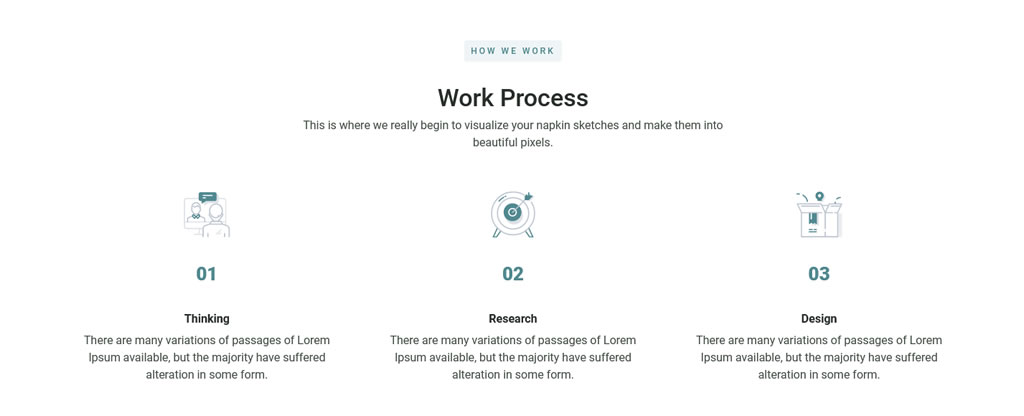 HOW WE WORK
Work Process
This is where we really begin to visualize your napkin sketches and make them into
beautiful pixels.
01
02
03
Thinking
There are many variations of passages of Lorem
Ipsum available, but the majority have suffered
alteration in some form.
Research
There are many variations of passages of Lorem
Ipsum available, but the majority have suffered
alteration in some form.
Design
There are many variations of passages of Lorem
Ipsum available, but the majority have suffered
alteration in some form.